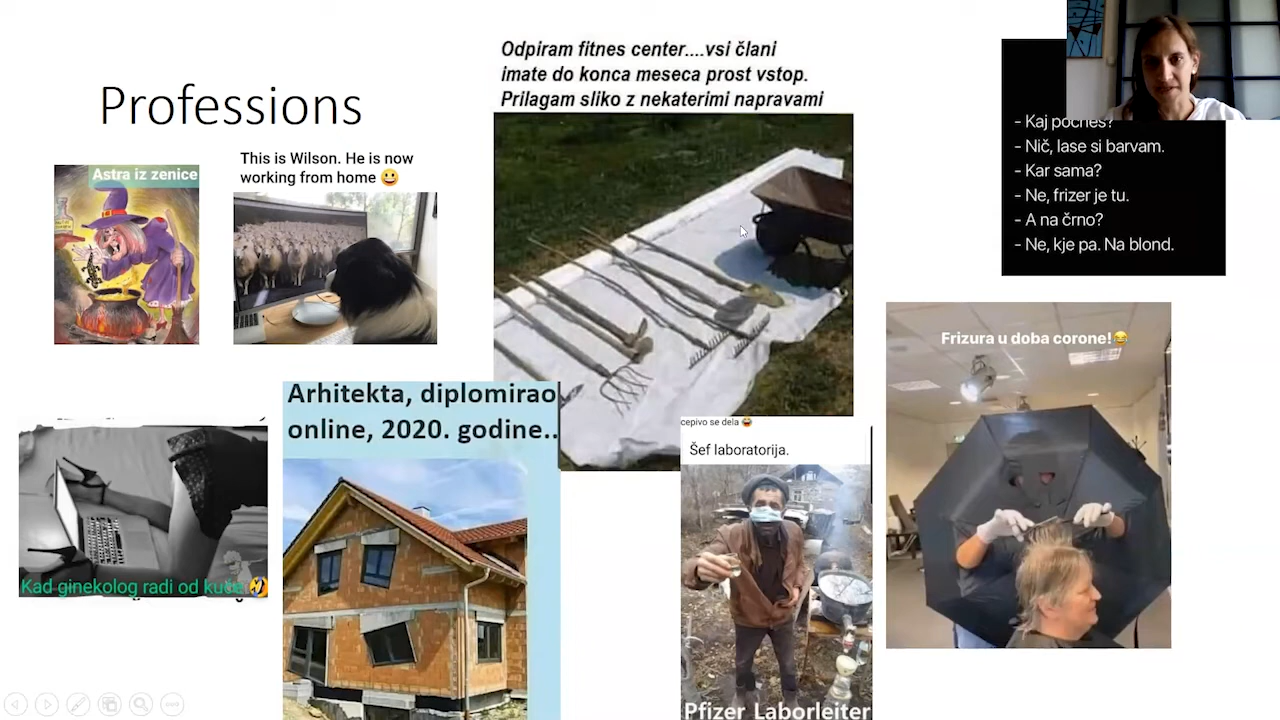 Professions
Astra iz zenice
This is Wilson. He is now
working from home 😀
Odpiram fitnes center....vsi člani
imate do konca meseca prost vstop.
Prilagam sliko z nekaterimi napravami
- Kaj počneš?
- Nič, lase si barvam.
- Kar sama?
- Ne, frizer je tu.
- A na črno?
- Ne, kje pa. Na blond.
Kad ginekolog radi od kuće 🤣
Arhitekta, diplomirao
online, 2020. godine..
cepivo se dela 😂
Šef laboratorija.
Pfizer Laborleiter
Frizura u doba corone!😂